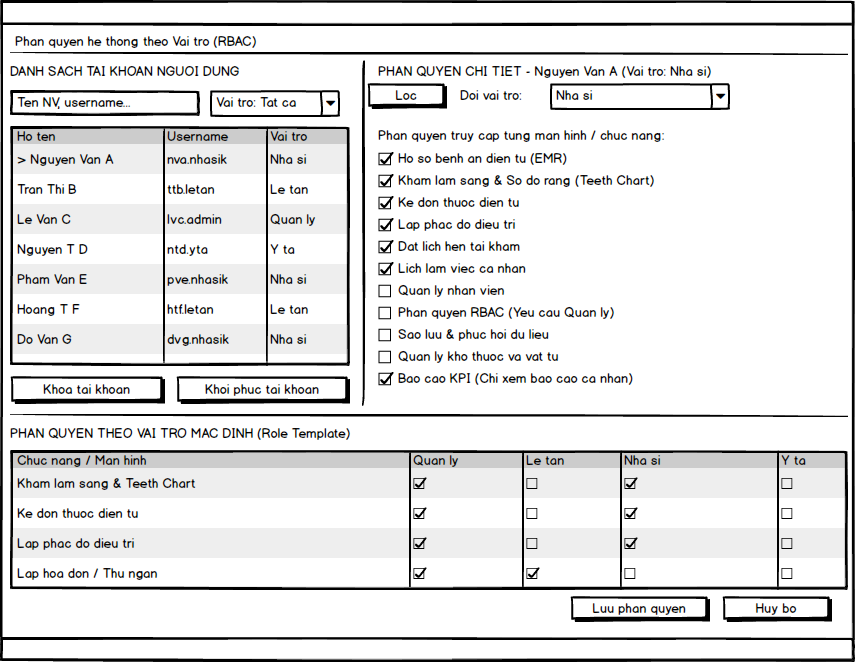 Phan quyen he thong theo Vai tro (RBAC)
DANH SACH TAI KHOAN NGUOI DUNG
Ten NV, username...
Vai tro: Tat ca
Loc
Ho ten Username Vai tro
> Nguyen Van A nva.nhasik Nha si
Tran Thi B ttb.letan Le tan
Le Van C lvc.admin Quan ly
Nguyen T D ntd.yta Y ta
Pham Van E pve.nhasik Nha si
Hoang T F htf.letan Le tan
Do Van G dvg.nhasik Nha si
Khoa tai khoan
Khoi phuc tai khoan
PHAN QUYEN CHI TIET - Nguyen Van A (Vai tro: Nha si)
Doi vai tro:
Nha si
Phan quyen truy cap tung man hinh / chuc nang:
Ho so benh an dien tu (EMR)
Kham lam sang & So do rang (Teeth Chart)
Ke don thuoc dien tu
Lap phac do dieu tri
Dat lich hen tai kham
Lich lam viec ca nhan
Quan ly nhan vien
Phan quyen RBAC (Yeu cau Quan ly)
Sao luu & phuc hoi du lieu
Quan ly kho thuoc va vat tu
Bao cao KPI (Chi xem bao cao ca nhan)
PHAN QUYEN THEO VAI TRO MAC DINH (Role Template)
Chuc nang / Man hinh Quan ly Le tan Nha si Y ta
Kham lam sang & Teeth Chart
Ke don thuoc dien tu
Lap phac do dieu tri
Lap hoa don / Thu ngan
Luu phan quyen
Huy bo